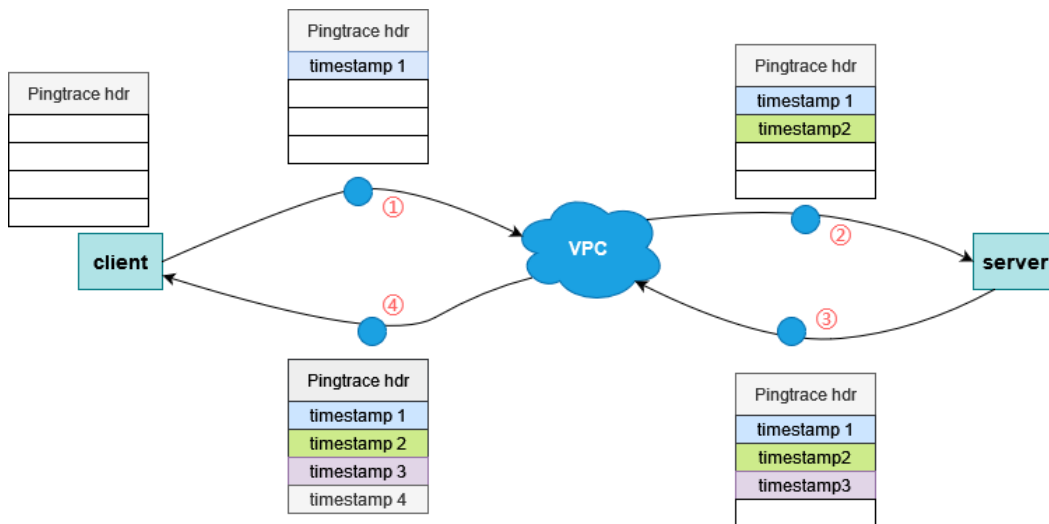 Pingtrace hdr
Pingtrace hdr
timestamp 1
Pingtrace hdr
timestamp 1
timestamp2
①
②
client
VPC
server
④
③
Pingtrace hdr
timestamp 1
timestamp 2
timestamp 3
timestamp 4
Pingtrace hdr
timestamp 1
timestamp2
timestamp3